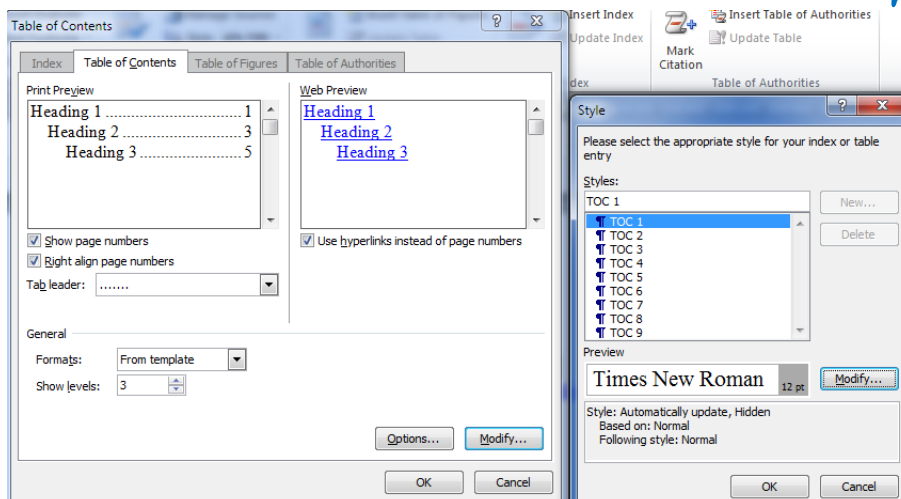 Table of Contents
Index Table of Contents Table of Figures Table of Authorities
Print Preview
Heading 1 ............................ 1
Heading 2 ........................ 3
Heading 3 .................... 5
Show page numbers
Right align page numbers
Tab leader: .......
Web Preview
Heading 1
Heading 2
Heading 3
Use hyperlinks instead of page numbers
General
Formats: From template
Show levels: 3
Options... Modify...
OK Cancel
Insert Index
Update Index
dex
Mark
Citation
Insert Table of Authorities
Update Table
Table of Authorities
Style
Please select the appropriate style for your index or table
entry
Styles:
TOC 1
New...
Delete
TOC 1
TOC 2
TOC 3
TOC 4
TOC 5
TOC 6
TOC 7
TOC 8
TOC 9
Preview
Times New Roman 12 pt
Modify...
Style: Automatically update, Hidden
Based on: Normal
Following style: Normal
OK Cancel